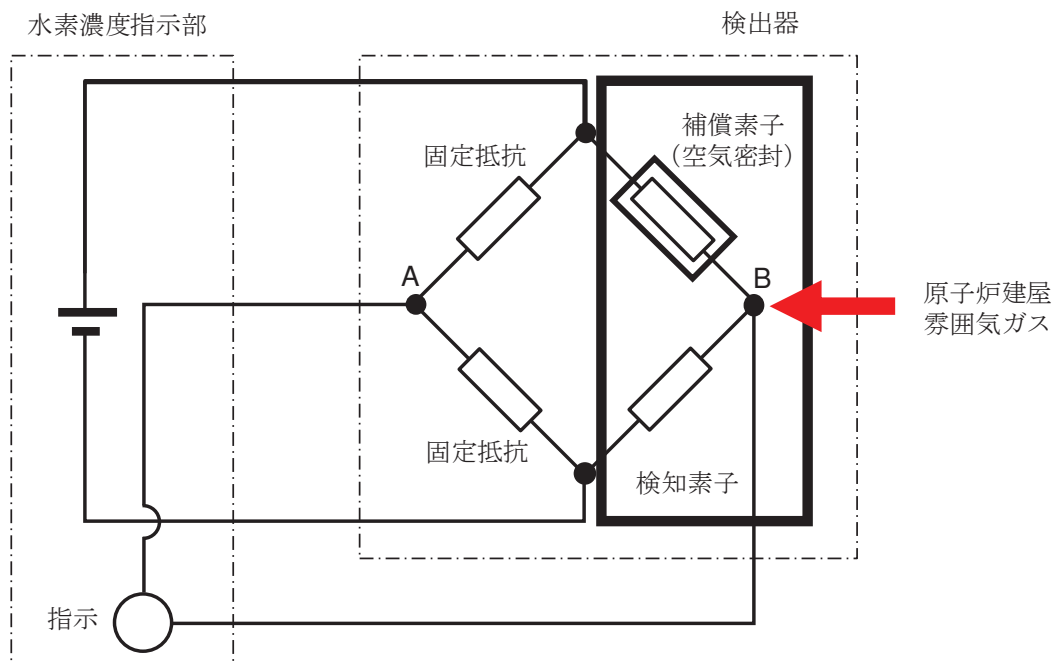 水素濃度指示部
検出器
補償素子
（空気密封）
固定抵抗
A
B
原子炉建屋
雰囲気ガス
固定抵抗
検知素子
指示